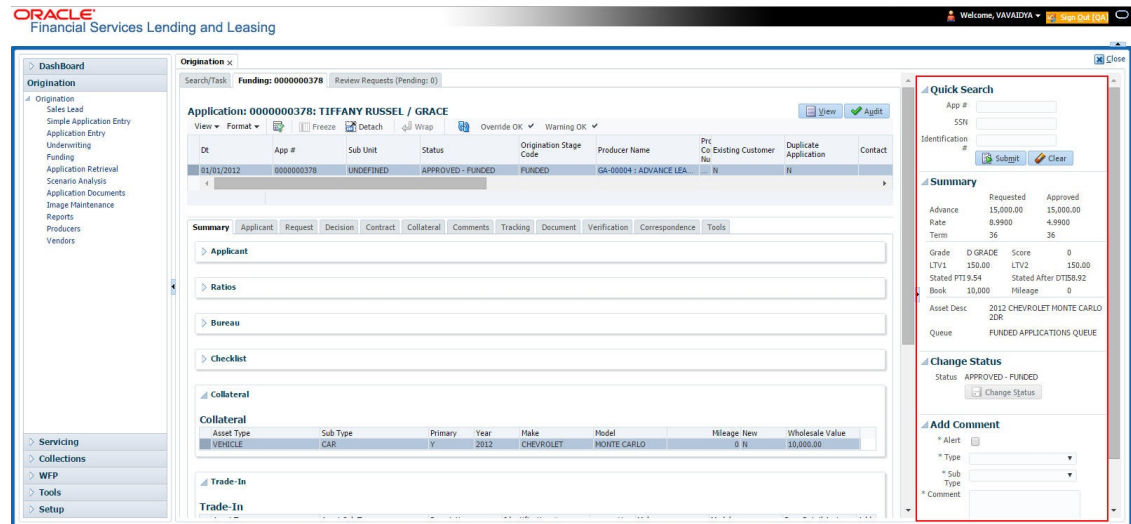 ORACLE
Financial Services Lending and Leasing
Welcome, VAVAIDYA
Sign Out [QA]
Close
DashBoard
Origination
Origination
Sales Lead
Simple Application Entry
Application Entry
Underwriting
Funding
Application Retrieval
Scenario Analysis
Application Documents
Image Maintenance
Reports
Producers
Vendors
Servicing
Collections
WFP
Tools
Setup
Origination x
Search/Task Funding: 0000000378 Review Requests (Pending: 0)
Application: 0000000378: TIFFANY RUSSEL / GRACE
View Audit
View Format Freeze Detach Wrap Override OK Warning OK
Dt App # Sub Unit Status Origination Stage Code Producer Name Prc Co Nu Existing Customer Duplicate Application Contact
01/01/2012 0000000378 UNDEFINED APPROVED - FUNDED FUNDED GA-00004 : ADVANCE LEA... ... N N
Summary Applicant Request Decision Contract Collateral Comments Tracking Document Verification Correspondence Tools
Applicant
Ratios
Bureau
Checklist
Collateral
Collateral
Asset Type Sub Type Primary Year Make Model Mileage New Wholesale Value
VEHICLE CAR Y 2012 CHEVROLET MONTE CARLO 0 N 10,000.00
Trade-In
Trade-In
Quick Search
App #
SSN
Identification #
Submit Clear
Summary
Requested Approved
Advance 15,000.00 15,000.00
Rate 8.9900 4.9900
Term 36 36
Grade D GRADE Score 0
LTV1 150.00 LTV2 150.00
Stated PTI 9.54 Stated After DTI 58.92
Book 10,000 Mileage 0
Asset Desc 2012 CHEVROLET MONTE CARLO 2DR
Queue FUNDED APPLICATIONS QUEUE
Change Status
Status APPROVED - FUNDED
Change Status
Add Comment
* Alert
* Type
* Sub Type
* Comment